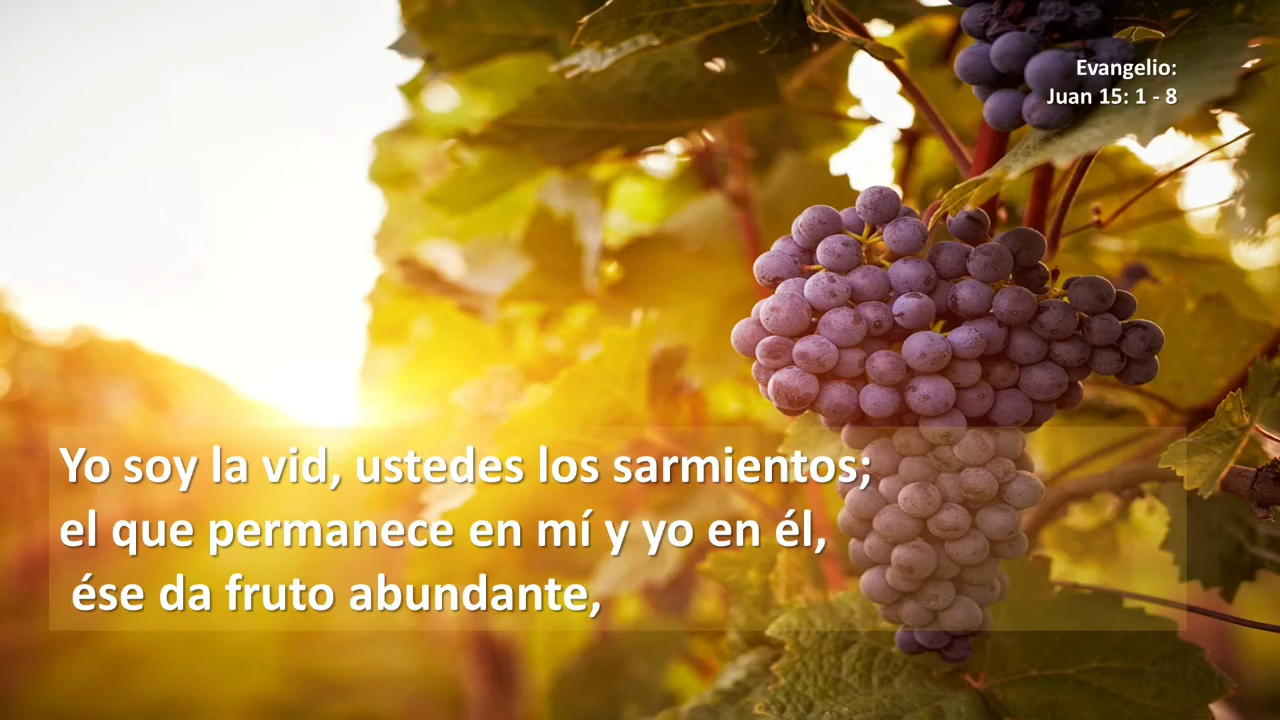 Evangelio:
Juan 15: 1 - 8
Yo soy la vid, ustedes los sarmientos;
el que permanece en mí y yo en él,
ése da fruto abundante,